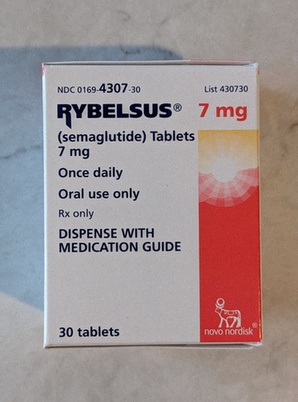 NDC 0169-4307-30 List 430730
RYBELSUS® 7 mg
(semaglutide) Tablets
7 mg
Once daily
Oral use only
Rx only
DISPENSE WITH
MEDICATION GUIDE
30 tablets
novo nordisk®